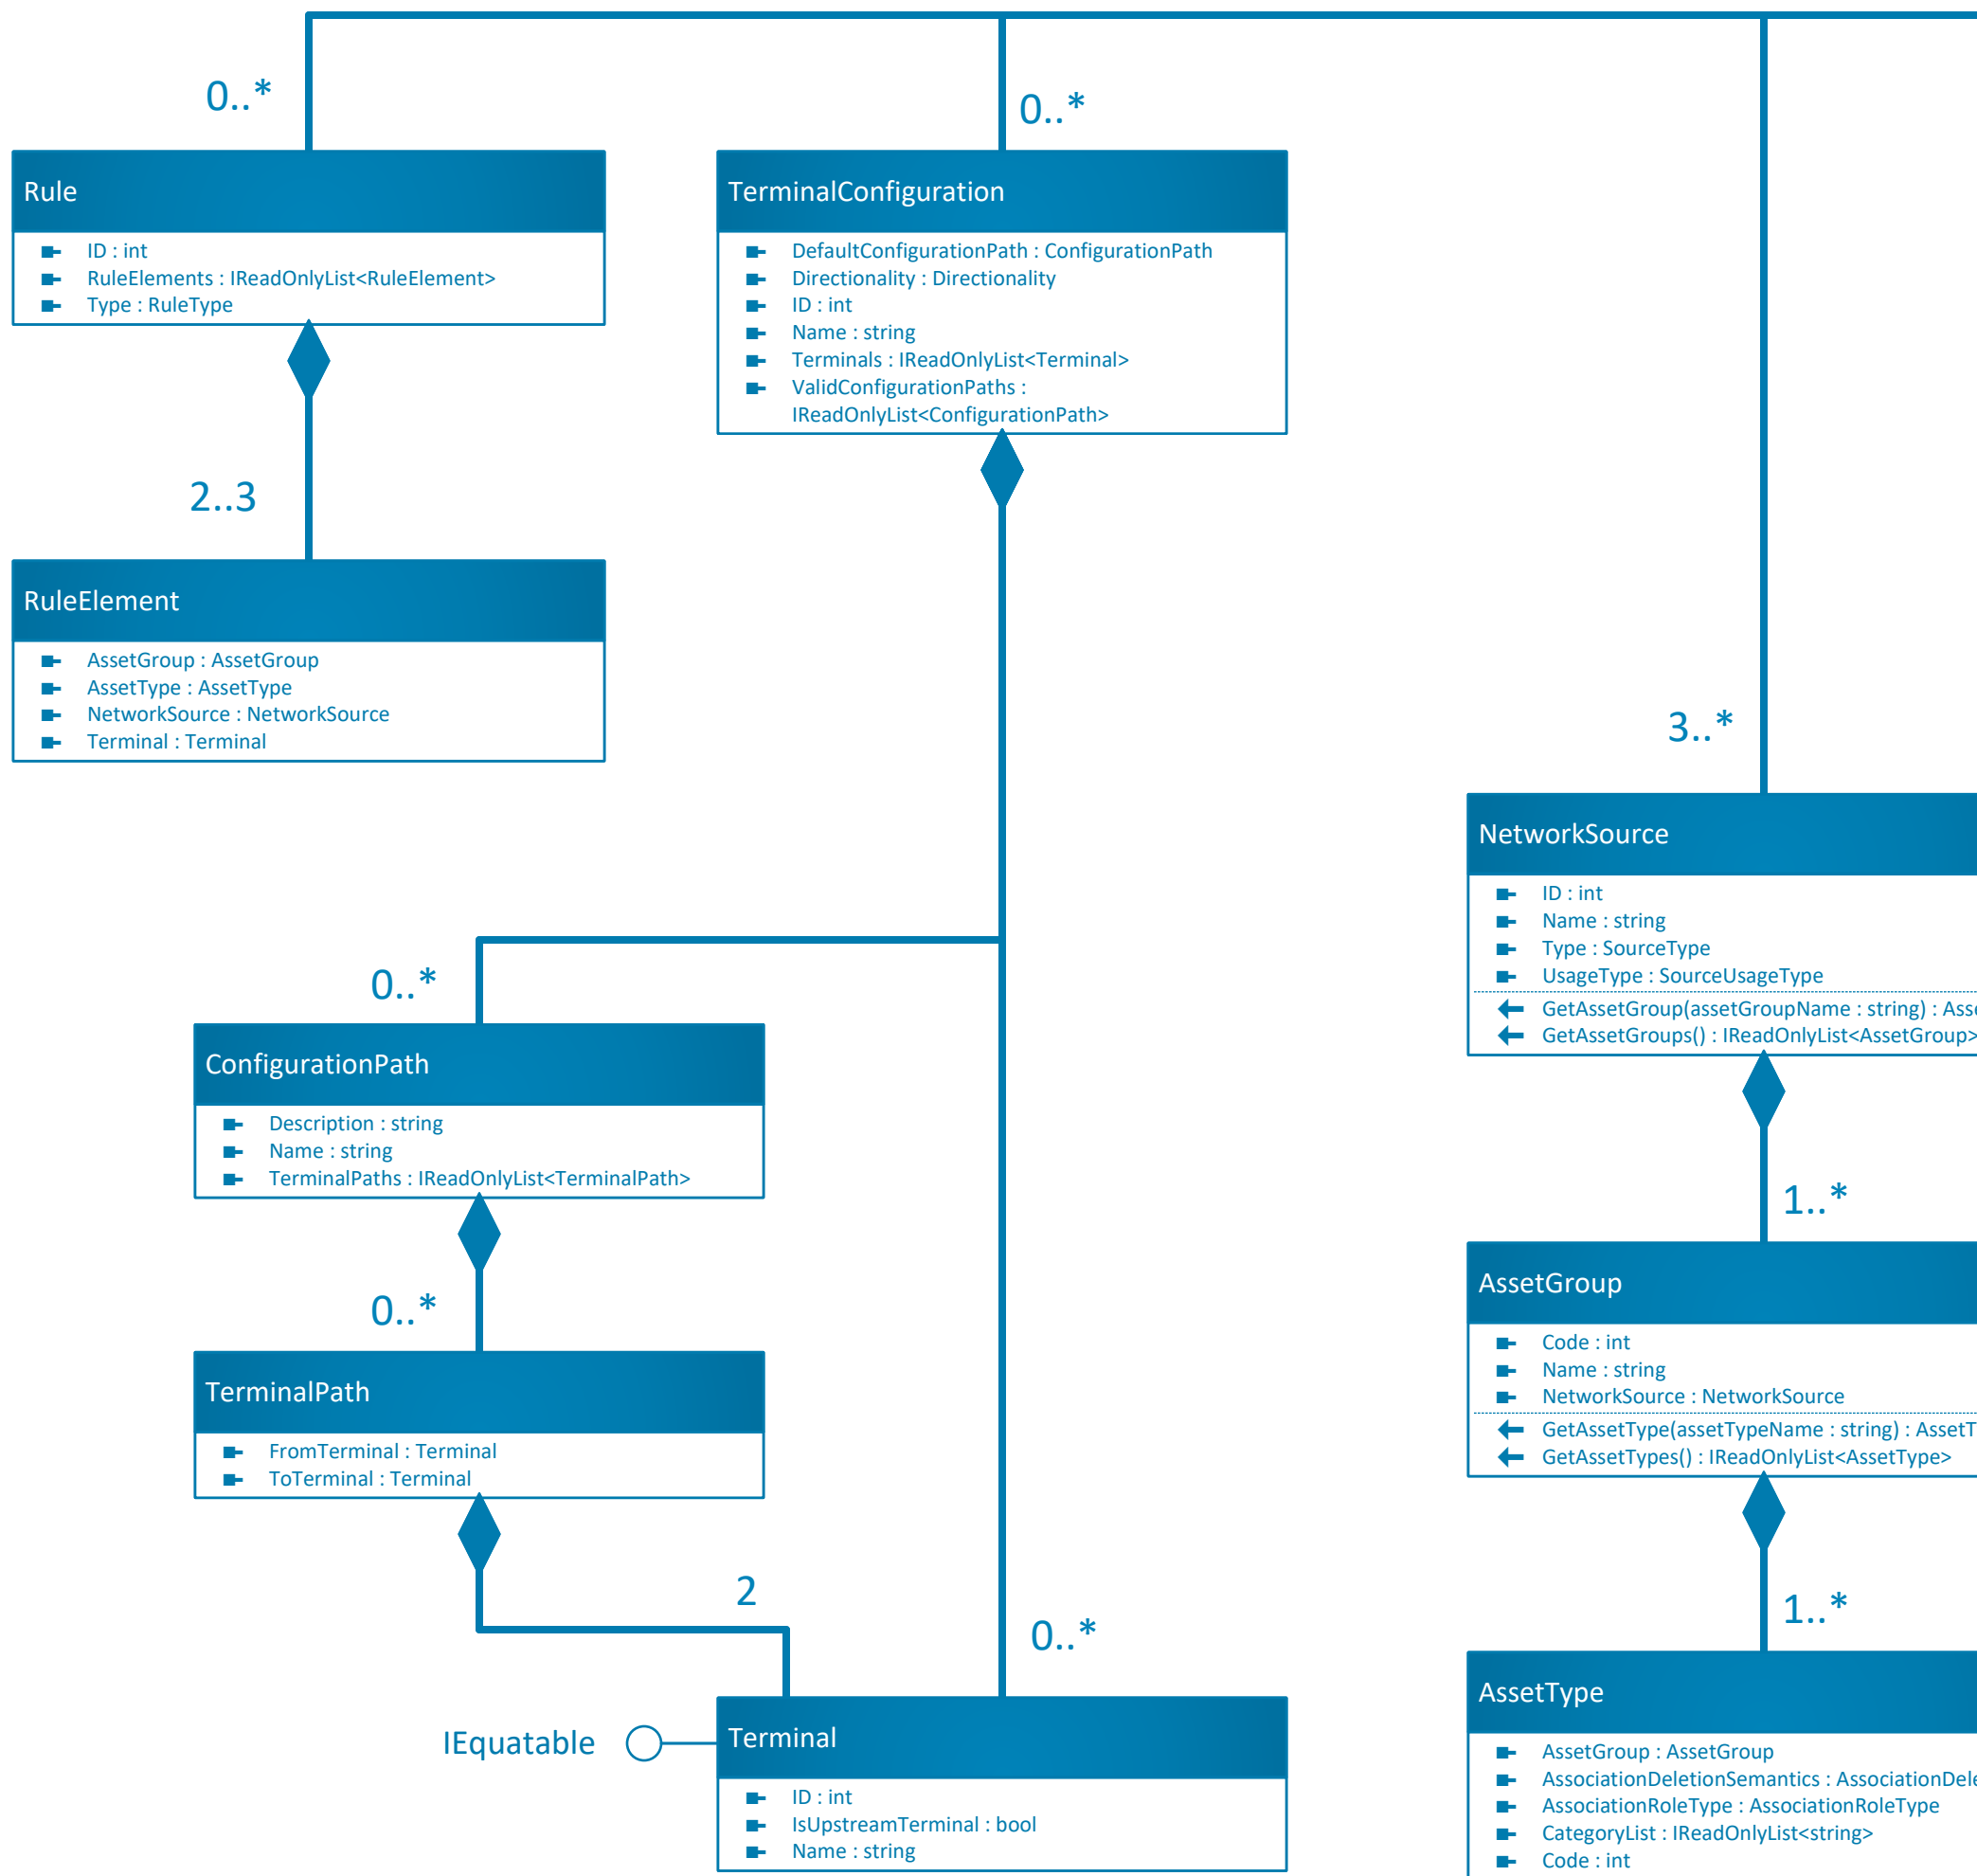 0..*
0..*
Rule
ID : int
RuleElements : IReadOnlyList<RuleElement>
Type : RuleType
TerminalConfiguration
DefaultConfigurationPath : ConfigurationPath
Directionality : Directionality
ID : int
Name : string
Terminals : IReadOnlyList<Terminal>
ValidConfigurationPaths :
IReadOnlyList<ConfigurationPath>
2..3
RuleElement
AssetGroup : AssetGroup
AssetType : AssetType
NetworkSource : NetworkSource
Terminal : Terminal
3..*
NetworkSource
ID : int
Name : string
Type : SourceType
UsageType : SourceUsageType
GetAssetGroup(assetGroupName : string) : Asse
GetAssetGroups() : IReadOnlyList<AssetGroup>
0..*
ConfigurationPath
Description : string
Name : string
TerminalPaths : IReadOnlyList<TerminalPath>
1..*
AssetGroup
Code : int
Name : string
NetworkSource : NetworkSource
GetAssetType(assetTypeName : string) : AssetT
GetAssetTypes() : IReadOnlyList<AssetType>
0..*
TerminalPath
FromTerminal : Terminal
ToTerminal : Terminal
2
0..*
1..*
IEquatable
Terminal
ID : int
IsUpstreamTerminal : bool
Name : string
AssetType
AssetGroup : AssetGroup
AssociationDeletionSemantics : AssociationDele
AssociationRoleType : AssociationRoleType
CategoryList : IReadOnlyList<string>
Code : int